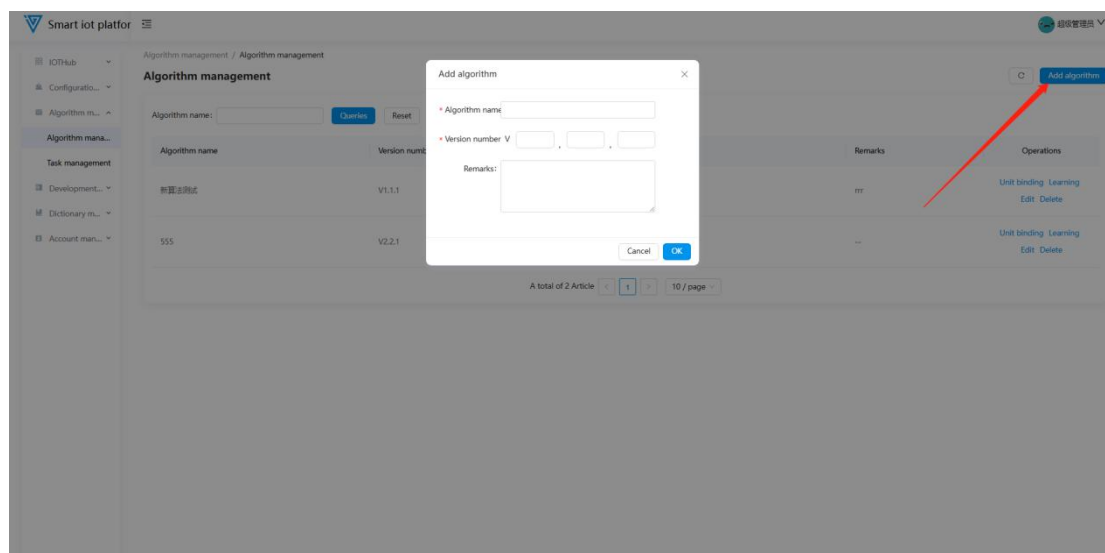 Smart iot platfor
超级管理员
IOTHub
Configuratio...
Algorithm m...
Algorithm mana...
Task management
Development...
Dictionary m...
Account man...
Algorithm management / Algorithm management
Algorithm management
Add algorithm
Algorithm name:
Queries
Reset
Algorithm name
Version numb
Remarks
Operations
新算法测试
V1.1.1
rrr
Unit binding Learning
Edit Delete
555
V2.2.1
--
Unit binding Learning
Edit Delete
A total of 2 Article < 1 > 10 / page
Add algorithm
* Algorithm name
* Version number V . .
Remarks:
Cancel
OK